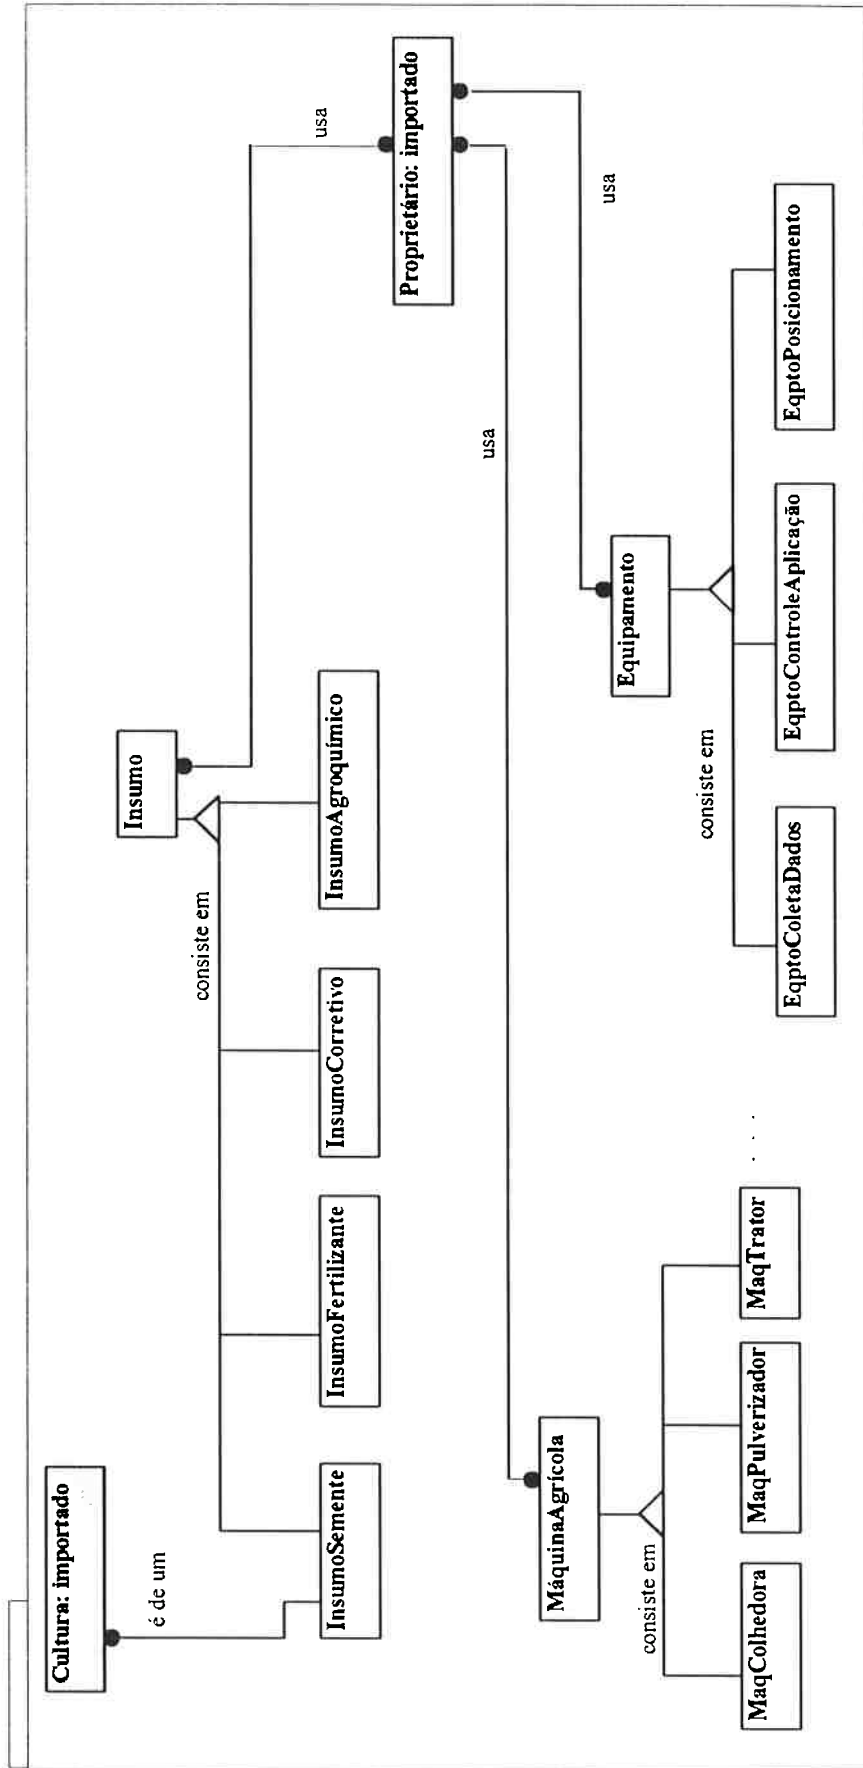 Cultura: importado
é de um
Insumo
consiste em
usa
InsumoSemente
InsumoFertilizante
InsumoCorretivo
InsumoAgroquímico
Proprietário: importado
usa
MáquinaAgrícola
consiste em
Equipamento
usa
consiste em
MaqColhedora
MaqPulverizador
MaqTrator
. . .
EqptoColetaDados
EqptoControleAplicação
EqptoPosicionamento